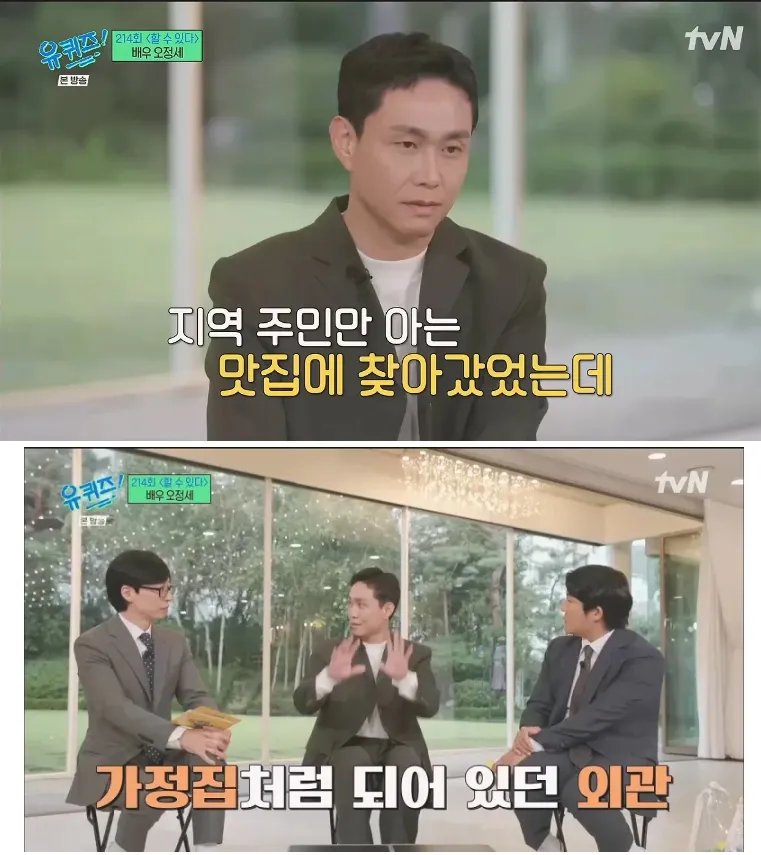 유퀴즈!
214회 <할 수 있다>
배우 오정세
본 방송
tvN
지역 주민만 아는
맛집에 찾아갔었는데
유퀴즈!
214회 <할 수 있다>
배우 오정세
본 방송
tvN
가정집처럼 되어 있던 외관